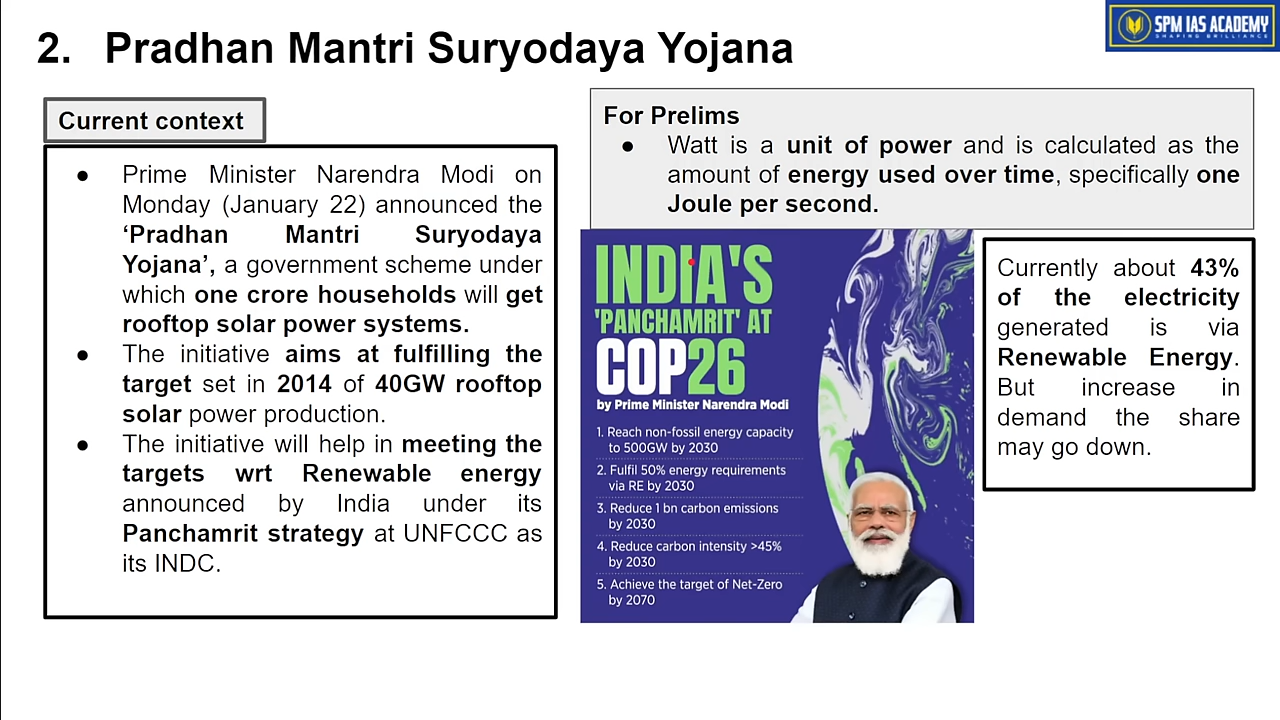 SPM IAS ACADEMY
SHAPING BRILLIANCE
2. Pradhan Mantri Suryodaya Yojana
Current context
● Prime Minister Narendra Modi on
Monday (January 22) announced the
‘Pradhan Mantri Suryodaya
Yojana’, a government scheme under
which one crore households will get
rooftop solar power systems.
● The initiative aims at fulfilling the
target set in 2014 of 40GW rooftop
solar power production.
● The initiative will help in meeting the
targets wrt Renewable energy
announced by India under its
Panchamrit strategy at UNFCCC as
its INDC.
For Prelims
● Watt is a unit of power and is calculated as the
amount of energy used over time, specifically one
Joule per second.
INDIA'S
'PANCHAMRIT' AT
COP26
by Prime Minister Narendra Modi
1. Reach non-fossil energy capacity
to 500GW by 2030
2. Fulfil 50% energy requirements
via RE by 2030
3. Reduce 1 bn carbon emissions
by 2030
4. Reduce carbon intensity >45%
by 2030
5. Achieve the target of Net-Zero
by 2070
Currently about 43%
of the electricity
generated is via
Renewable Energy.
But increase in
demand the share
may go down.